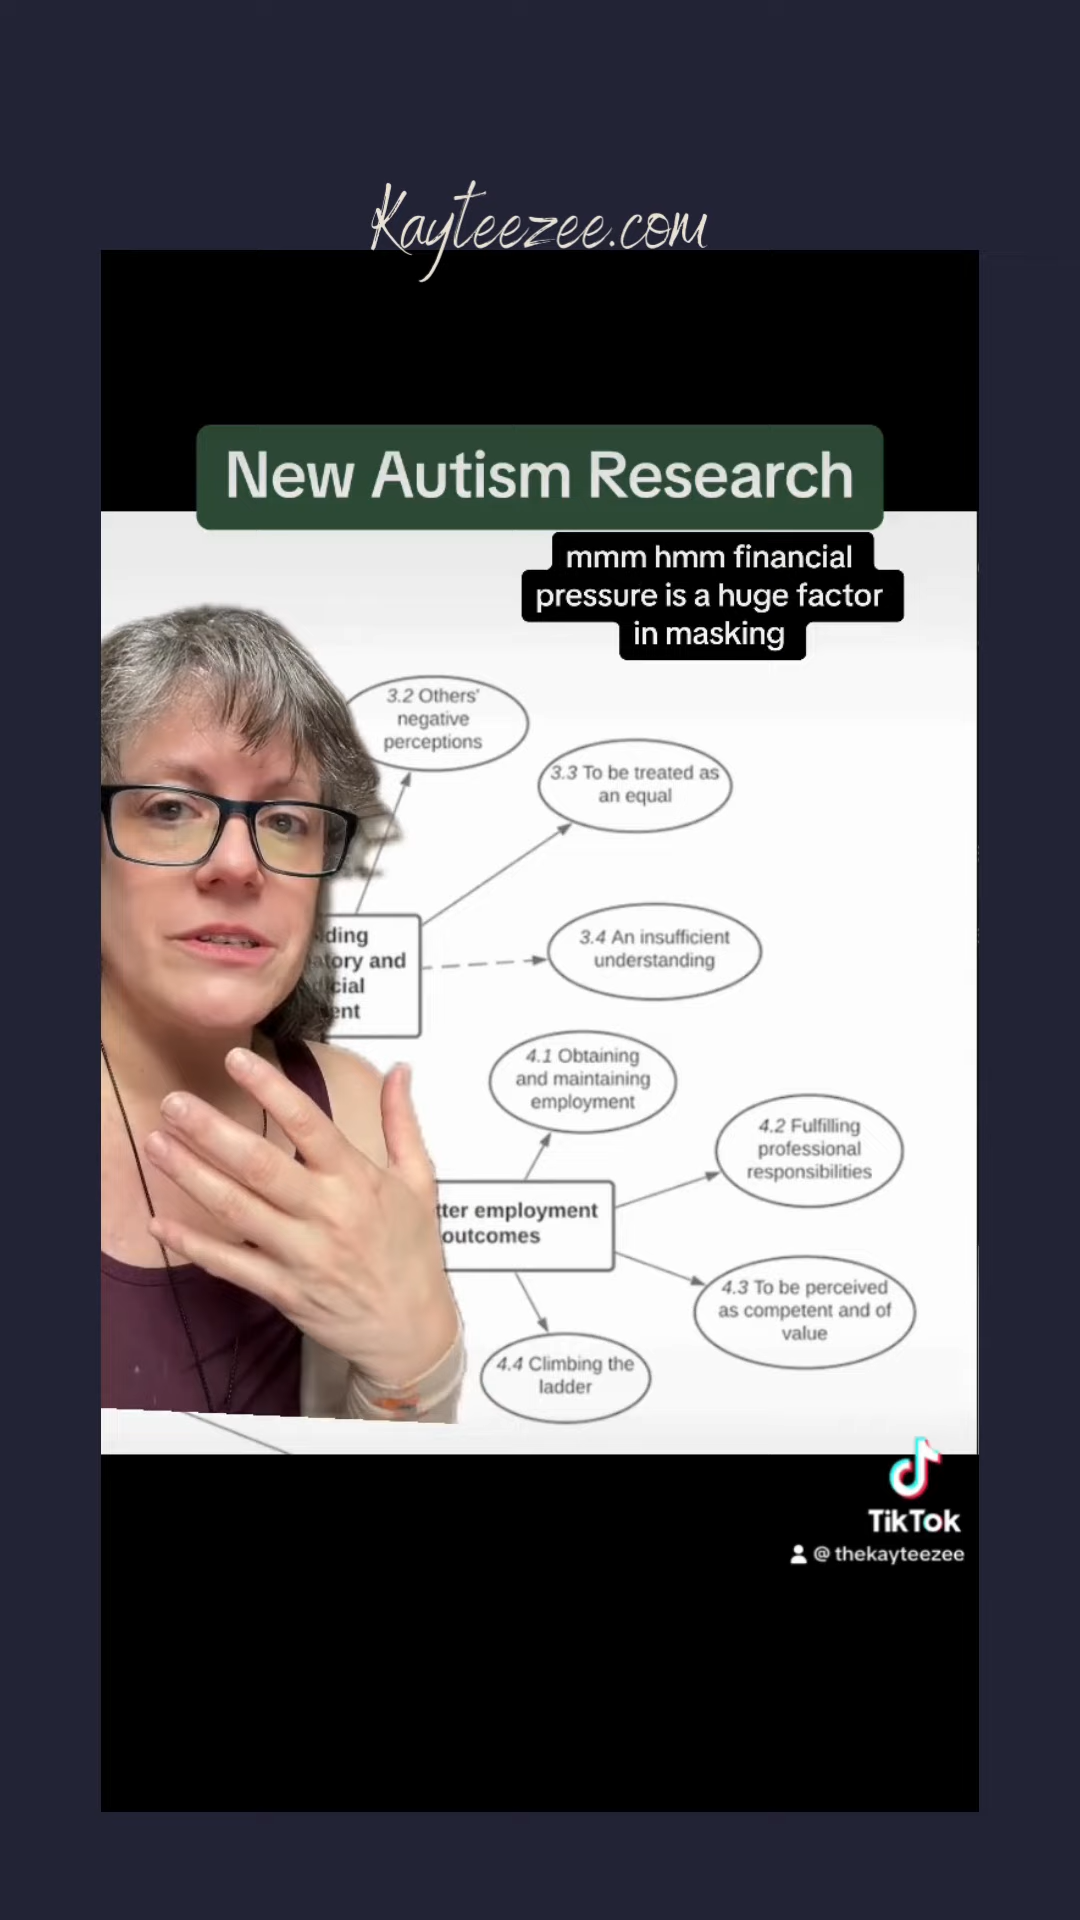 Kayteezee.com
New Autism Research
mmm hmm financial
pressure is a huge factor
in masking
3.2 Others'
negative
perceptions
3.3 To be treated as
an equal
and
3.4 An insufficient
understanding
4.1 Obtaining
and maintaining
employment
4.2 Fulfilling
professional
responsibilities
employment
outcomes
4.3 To be perceived
as competent and of
value
4.4 Climbing the
ladder
TikTok
@thekayteezee